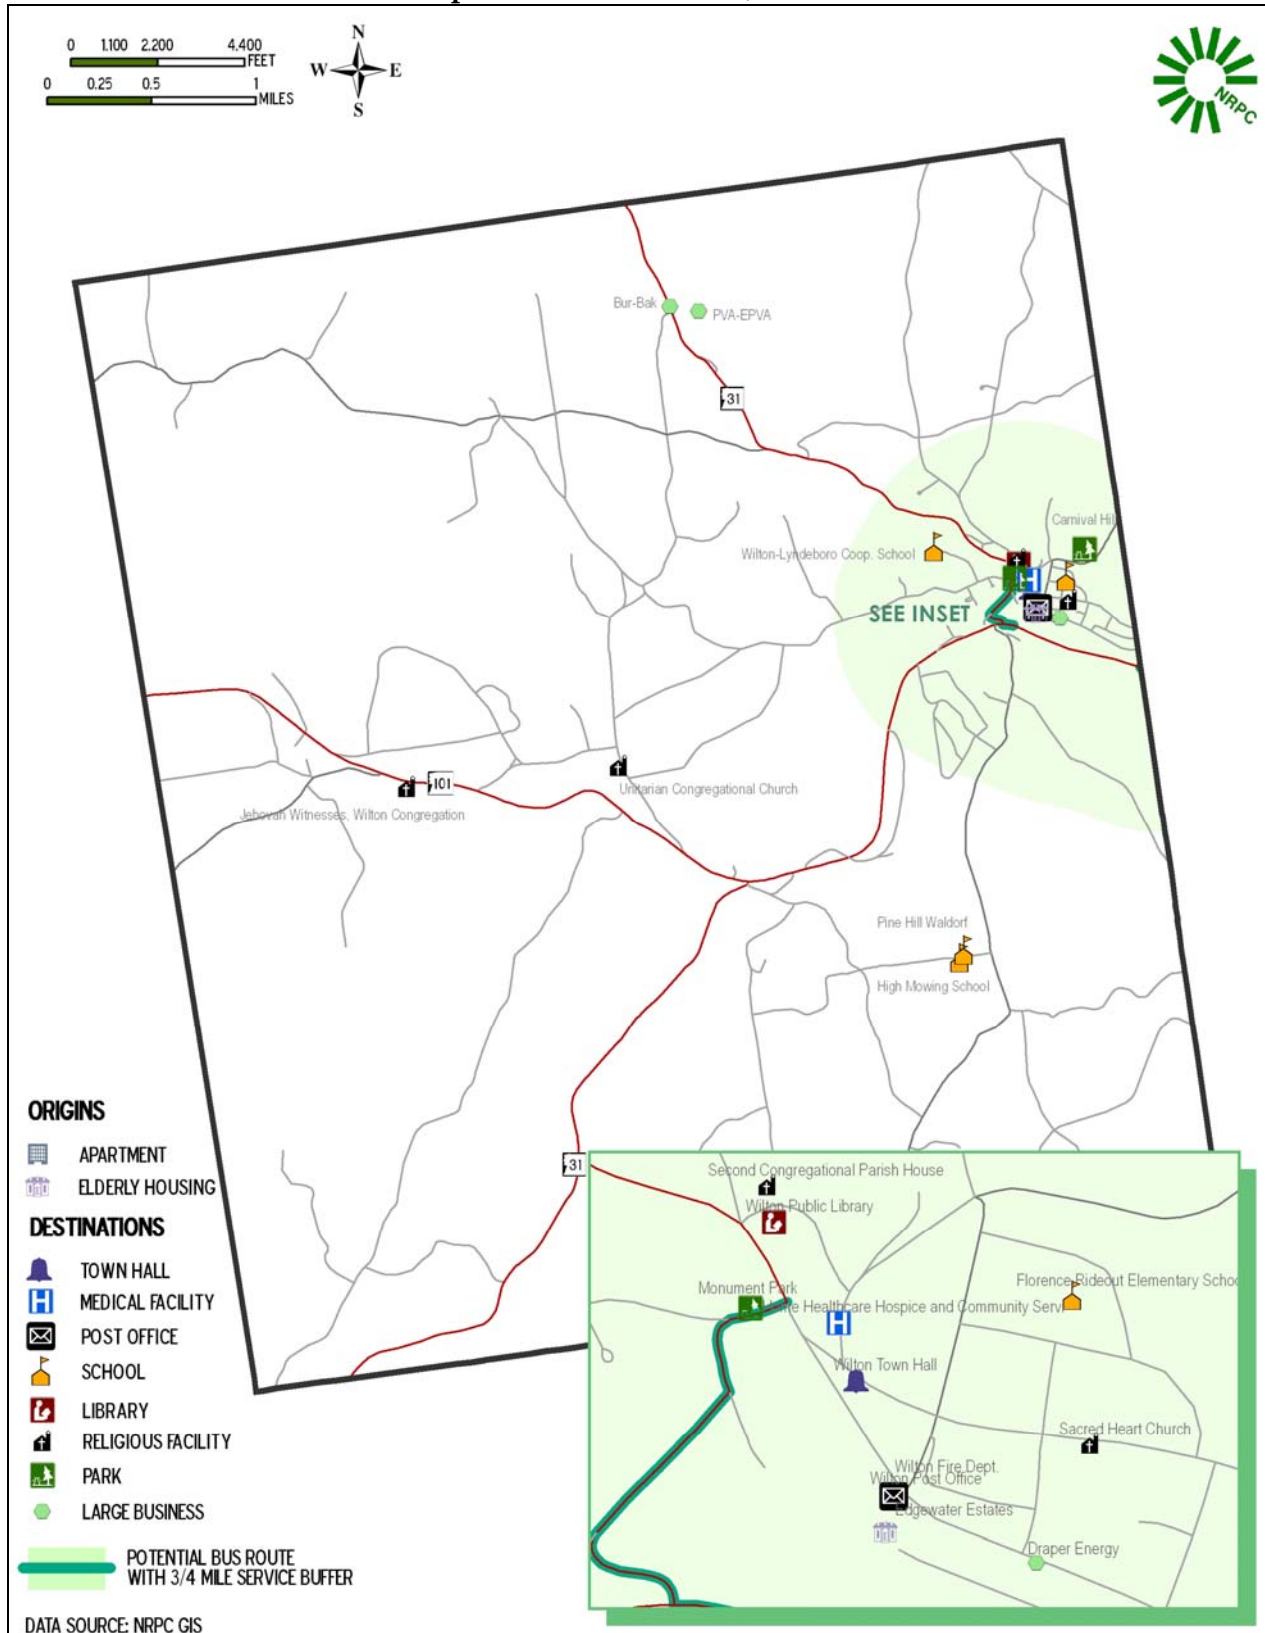 0 1,100 2,200 4,400
FEET
0 0.25 0.5 1
MILES
N
W E
S
NRPC
Bur-Bak
PVA-EPVA
31
Carnival Hil
Wilton-Lyndeboro Coop. School
SEE INSET
101
Unitarian Congregational Church
Jehovah Witnesses, Wilton Congregation
Pine Hill Waldorf
High Mowing School
31
ORIGINS
APARTMENT
ELDERLY HOUSING
DESTINATIONS
TOWN HALL
MEDICAL FACILITY
POST OFFICE
SCHOOL
LIBRARY
RELIGIOUS FACILITY
PARK
LARGE BUSINESS
POTENTIAL BUS ROUTE
WITH 3/4 MILE SERVICE BUFFER
DATA SOURCE: NRPC GIS
Second Congregational Parish House
Wilton Public Library
Florence Rideout Elementary Schoo
Monument Park
Healthcare Hospice and Community Servi
Wilton Town Hall
Sacred Heart Church
Wilton Fire Dept.
Wilton Post Office
Edgewater Estates
Draper Energy